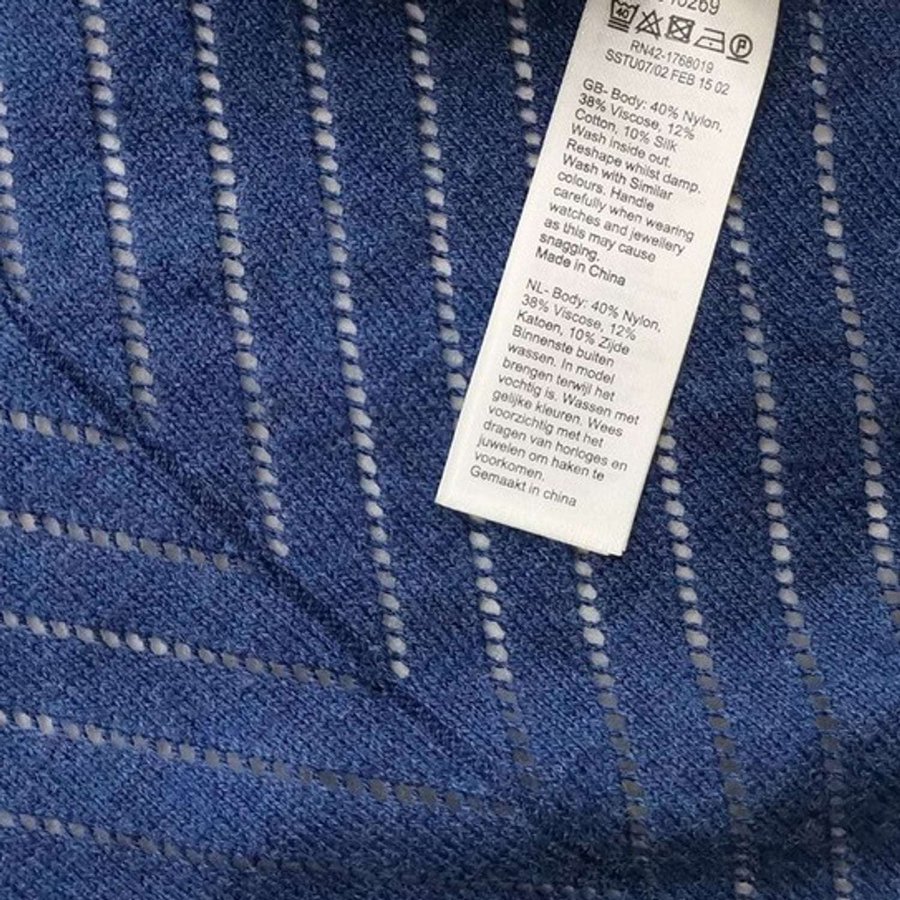 40
RN42-1768019
SSTU07/02 FEB 15 02
GB- Body: 40% Nylon,
38% Viscose, 12%
Cotton, 10% Silk
Wash inside out.
Reshape whilst damp.
Wash with Similar
colours. Handle
carefully when wearing
watches and jewellery
as this may cause
snagging.
Made in China
NL- Body: 40% Nylon,
38% Viscose, 12%
Katoen, 10% Zijde
Binnenste buiten
wassen. In model
brengen terwijl het
vochtig is. Wassen met
gelijke kleuren. Wees
voorzichtig met het
dragen van horloges en
juwelen om haken te
voorkomen.
Gemaakt in china